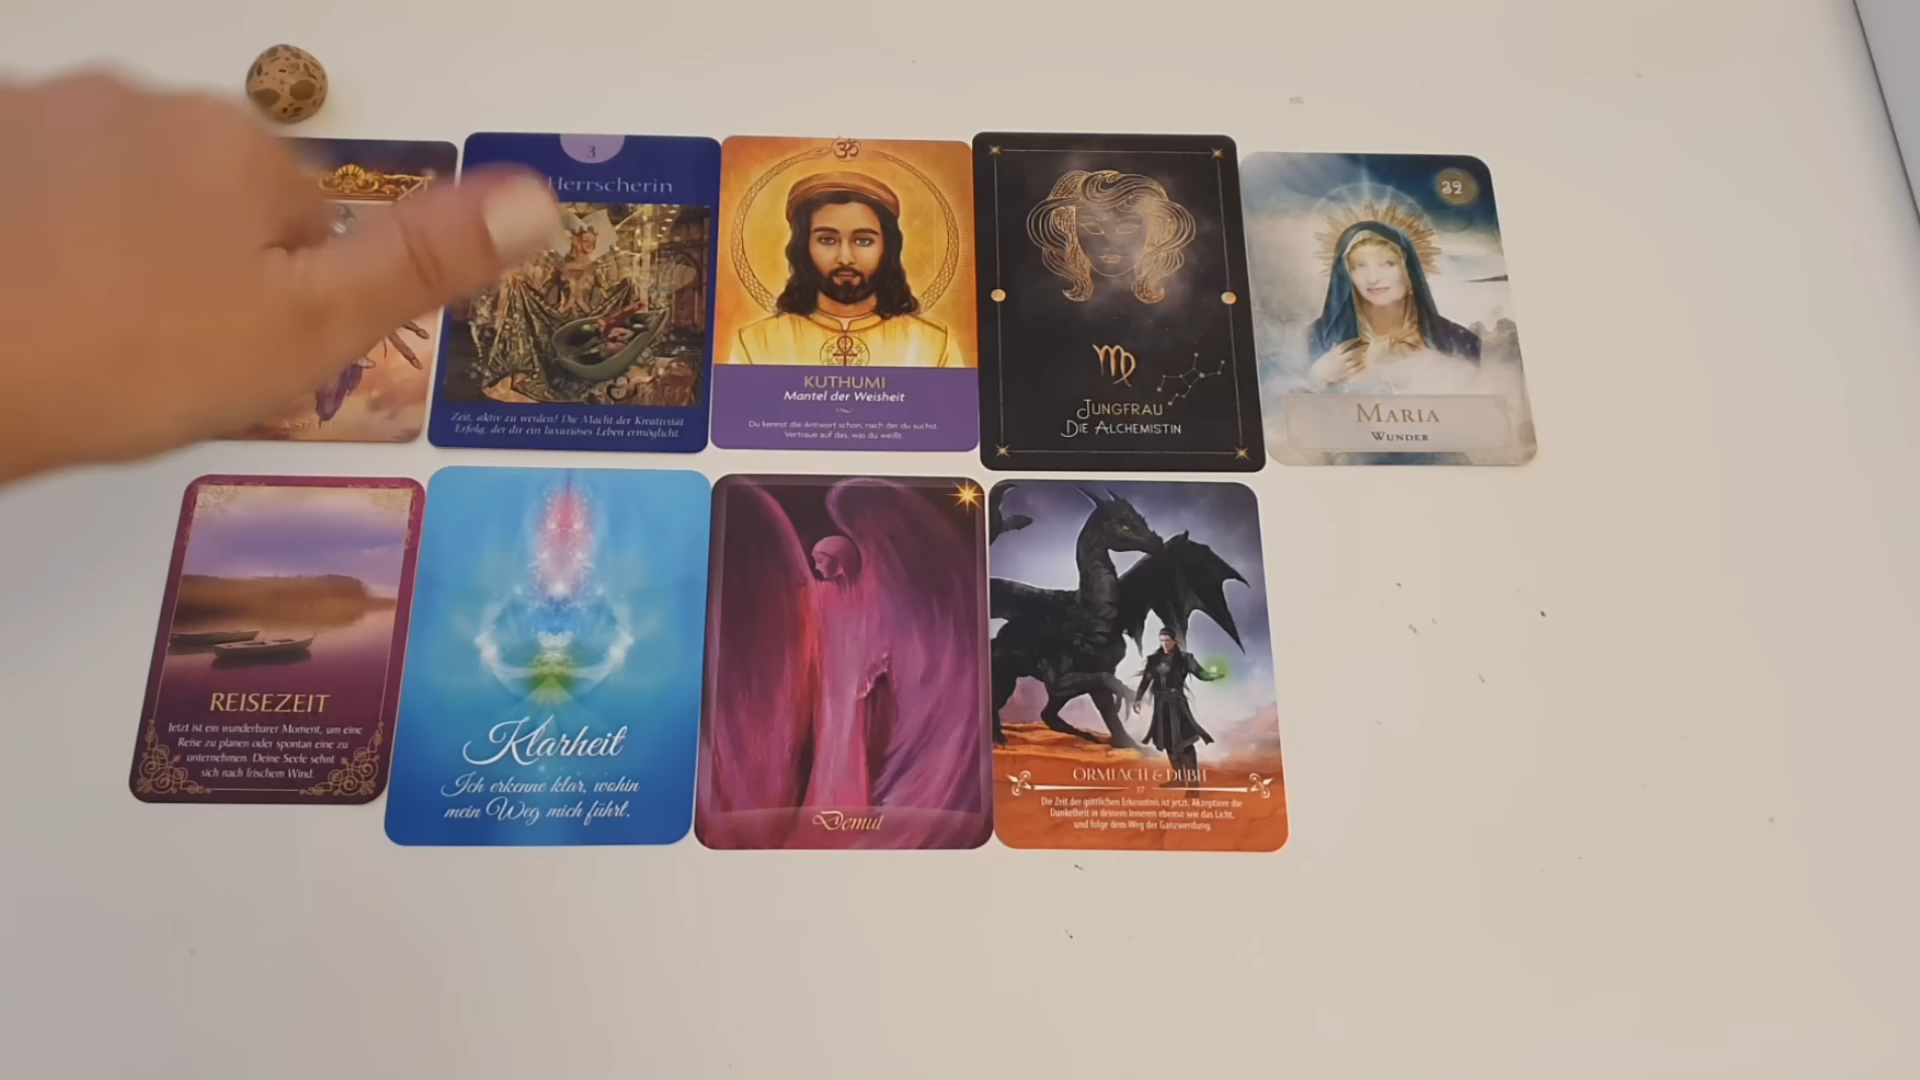 3
Herrscherin
Zeit, aktiv zu werden! Die Macht der Kreativität
Erfolg, der dir ein luxuriöses Leben ermöglicht.
ॐ
KUTHUMI
Mantel der Weisheit
Du kennst die Antwort schon, nach der du suchst.
Vertraue auf das, was du weißt.
♍
JUNGFRAU
DIE ALCHEMISTIN
39
MARIA
WUNDER
REISEZEIT
Jetzt ist ein wunderbarer Moment, um eine
Reise zu planen oder spontan eine zu
unternehmen. Deine Seele sehnt
sich nach frischem Wind.
Klarheit
Ich erkenne klar, wohin
mein Weg mich führt.
Demut
ORMLACH & DUBH
17
Die Zeit der göttlichen Erkenntnis ist jetzt. Akzeptiere die
Dunkelheit in deinem Inneren ebenso wie das Licht,
und folge dem Weg der Ganzwerdung.